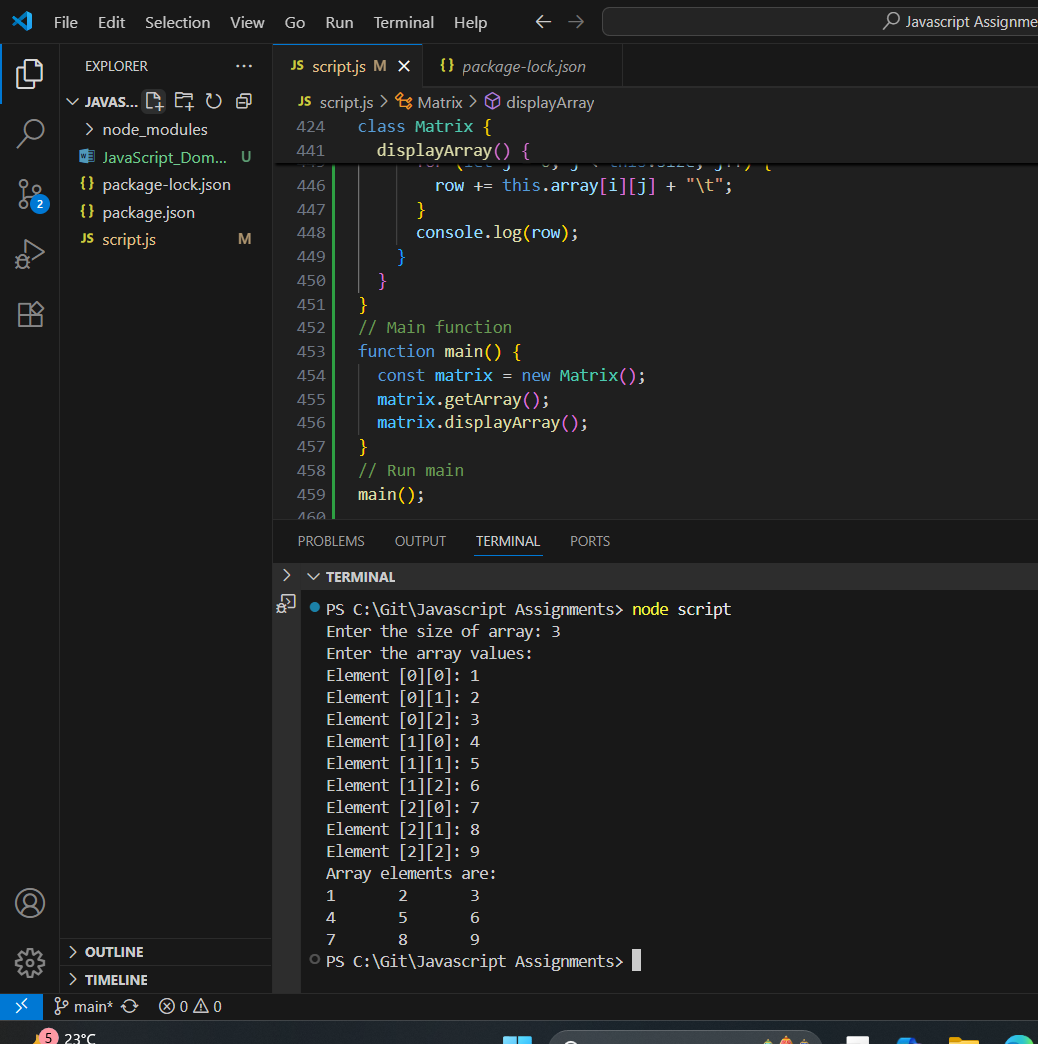 File Edit Selection View Go Run Terminal Help
Javascript Assignme
EXPLORER
JAVAS...
node_modules
JavaScript_Dom... U
package-lock.json
package.json
script.js M
2
OUTLINE
TIMELINE
script.js M
package-lock.json
script.js > Matrix > displayArray
424 class Matrix {
441 displayArray() {
446 row += this.array[i][j] + "\t";
447 }
448 console.log(row);
449 }
450 }
451 }
452 // Main function
453 function main() {
454 const matrix = new Matrix();
455 matrix.getArray();
456 matrix.displayArray();
457 }
458 // Run main
459 main();
460
PROBLEMS OUTPUT TERMINAL PORTS
TERMINAL
PS C:\Git\Javascript Assignments> node script
Enter the size of array: 3
Enter the array values:
Element [0][0]: 1
Element [0][1]: 2
Element [0][2]: 3
Element [1][0]: 4
Element [1][1]: 5
Element [1][2]: 6
Element [2][0]: 7
Element [2][1]: 8
Element [2][2]: 9
Array elements are:
1 2 3
4 5 6
7 8 9
PS C:\Git\Javascript Assignments>
main* 0 0
5 23°C